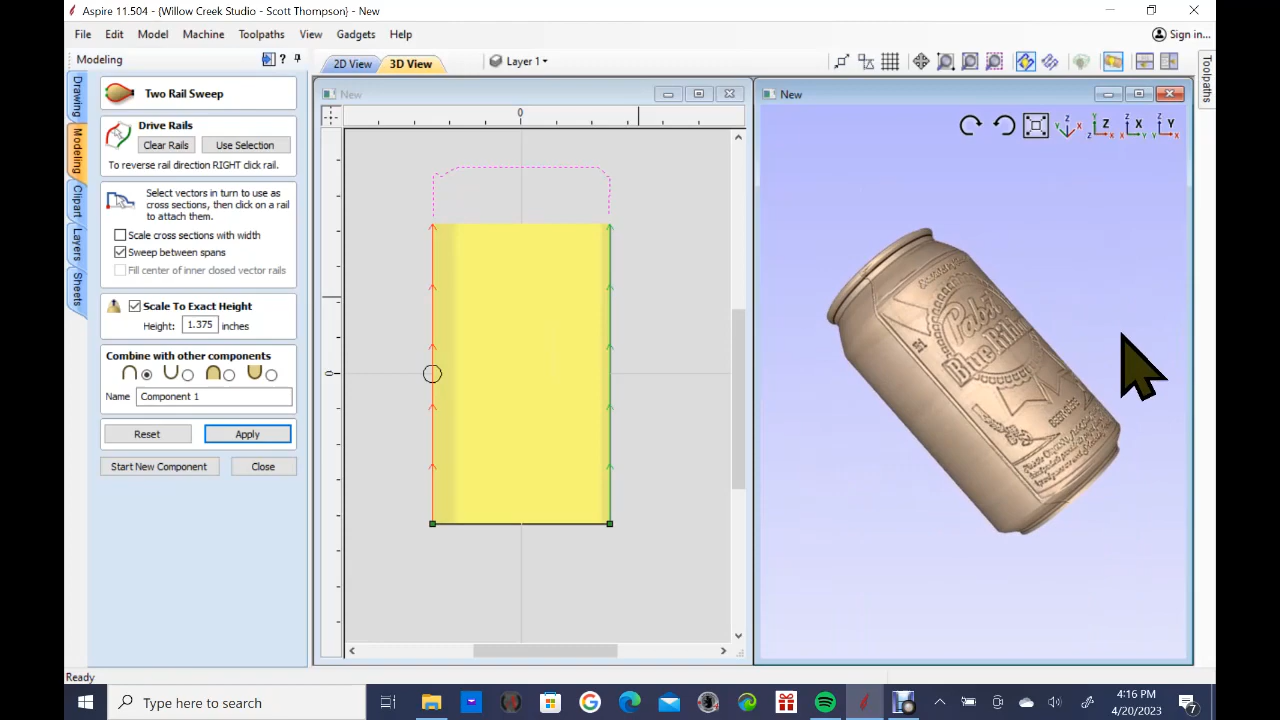 Aspire 11.504 - {Willow Creek Studio - Scott Thompson} - New
File Edit Model Machine Toolpaths View Gadgets Help
Sign in...
Modeling
2D View 3D View
Layer 1
Drawing
Modeling
Clipart
Layers
Sheets
Two Rail Sweep
Drive Rails
Clear Rails Use Selection
To reverse rail direction RIGHT click rail.
Select vectors in turn to use as
cross sections, then click on a rail
to attach them.
Scale cross sections with width
Sweep between spans
Fill center of inner closed vector rails
Scale To Exact Height
Height: 1.375 inches
Combine with other components
Name Component 1
Reset Apply
Start New Component Close
New
0
0
New
Z X Y
Pabst
Blue Ribbon
Toolpaths
Ready
Type here to search
4:16 PM
4/20/2023
7